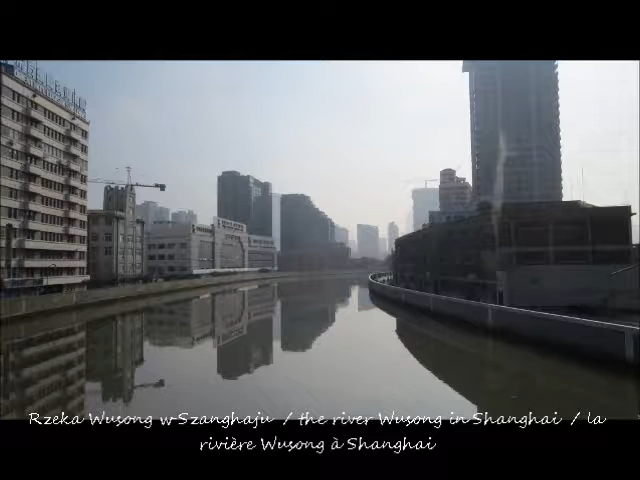 Rzeka Wusong w Szanghaju / the river Wusong in Shanghai / la
rivière Wusong à Shanghai